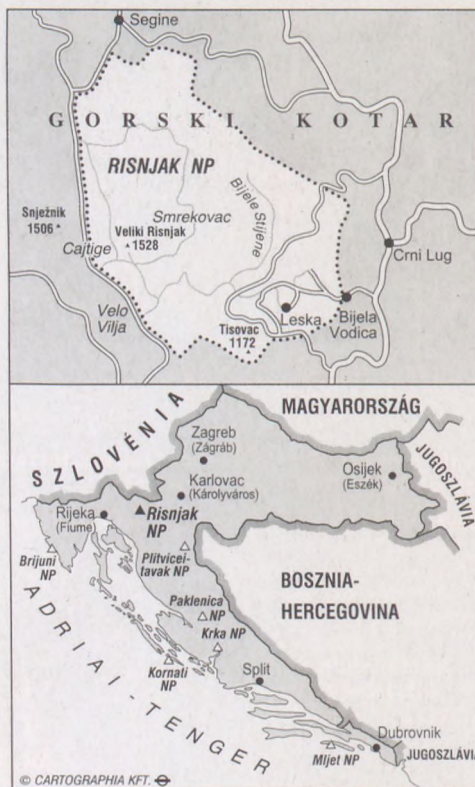 Segine
GORSKI KOTAR
RISNJAK NP
Bijele Stijene
Snježnik
1506
Smrekovac
Veliki Risnjak
1528
Cajtige
Crni Lug
Velo
Vilja
Leska
Bijela
Vodica
Tisovac
1172
MAGYARORSZÁG
SZLOVÉNIA
Zagreb
(Zágráb)
JUGOSZLÁVIA
Osijek
(Eszék)
Karlovac
(Károlyváros)
Rijeka
(Fiume)
Risnjak
NP
Brijuni
NP
Plitvicei-
tavak NP
BOSZNIA-
HERCEGOVINA
Paklenica
NP
Krka NP
ADRIAI-TENGER
Kornati
NP
Split
Dubrovnik
Mljet NP
JUGOSZLÁVIA
© CARTOGRAPHIA KFT.